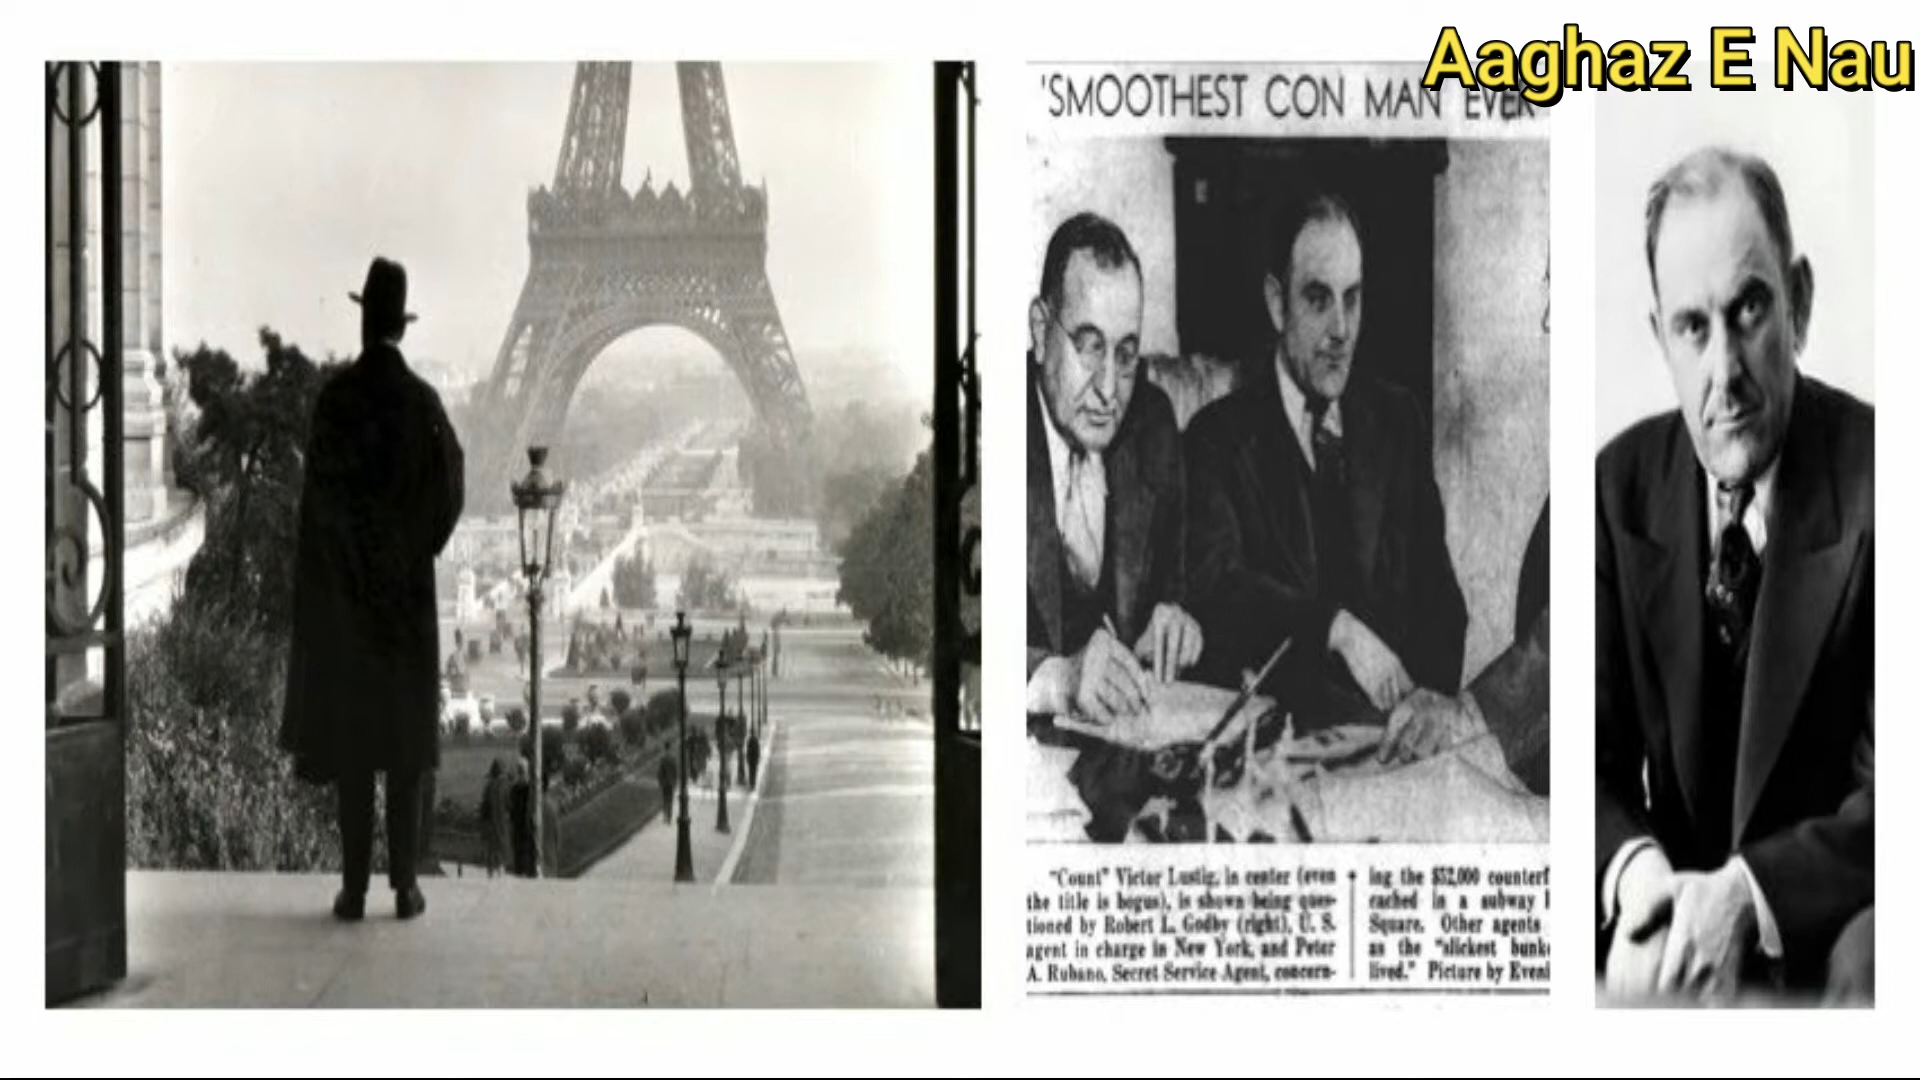 Aaghaz E Nau
'SMOOTHEST CON MAN EVER
"Count" Victor Lustig, in center (even
the title is bogus), is shown being ques-
tioned by Robert L. Godby (right), U. S.
agent in charge in New York, and Peter
A. Rubano, Secret Service Agent, concern-
ing the $52,000 counterf
cached in a subway l
Square. Other agents
as the "slickest bunk
lived." Picture by Eveni